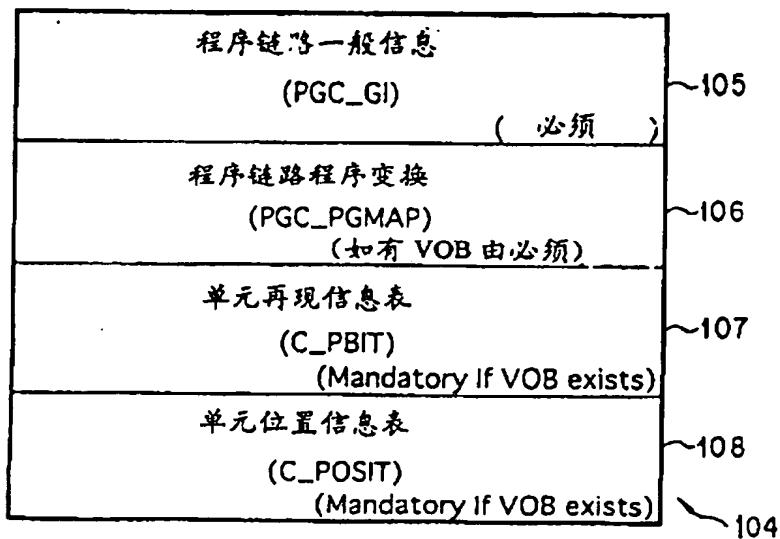 程序链路一般信息
(PGC_GI)
105
( 必须 )
程序链路程序变换
(PGC_PGMAP)
106
(如有 VOB 由必须)
单元再现信息表
(C_PBIT)
107
(Mandatory If VOB exists)
单元位置信息表
(C_POSIT)
108
(Mandatory If VOB exists)
104